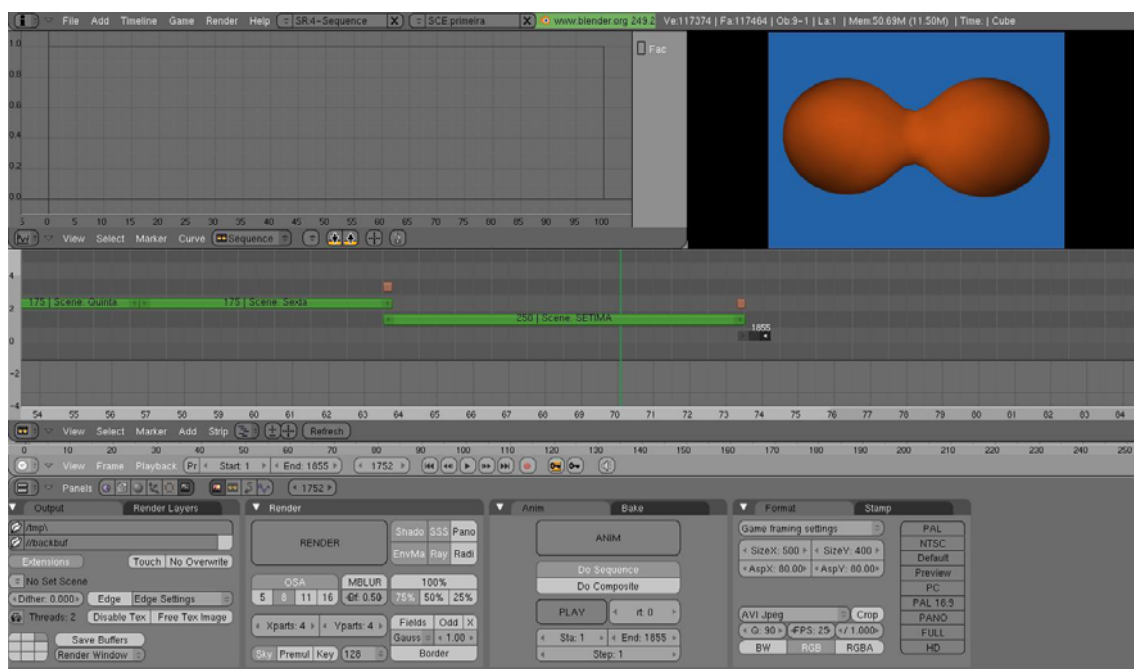 File Add Timeline Game Render Help SR:4-Sequence X SCE:primeira X www.blender.org 249.2 Ve:117374 | Fa:117464 | Ob:9-1 | La:1 | Mem:50.69M (11.50M) | Time: | Cube
1.0
Fac
0.8
0.6
0.4
0.2
0.0
5 0 5 10 15 20 25 30 35 40 45 50 55 60 65 70 75 80 85 90 95 100
View Select Marker Curve Sequence
4
175 | Scene: Quinta 175 | Scene: Sexta
2
250 | Scene: SETIMA
1855
0
-2
-4
54 55 56 57 58 59 60 61 62 63 64 65 66 67 68 69 70 71 72 73 74 75 76 77 78 79 80 81 82 83 84
View Select Marker Add Strip Refresh
0 10 20 30 40 50 60 70 80 90 100 110 120 130 140 150 160 170 180 190 200 210 220 230 240 250
View Frame Playback Pr Start: 1 End: 1855 1752
Panels 1752
Output Render Layers Render Anim Bake Format Stamp
/tmp\
//backbuf
Extensions Touch No Overwrite
No Set Scene
Dither: 0.000 Edge Edge Settings
Threads: 2 Disable Tex Free Tex Image
Save Buffers
Render Window
RENDER
Shado SSS Pano
EnvMa Ray Radi
OSA MBLUR 100%
5 8 11 16 Bf: 0.50 75% 50% 25%
Xparts: 4 Yparts: 4 Fields Odd X
Gauss 1.00
Sky Premul Key 128 Border
ANIM
Do Sequence
Do Composite
PLAY rt: 0
Sta: 1 End: 1855
Step: 1
Game framing settings
SizeX: 500 SizeY: 400
AspX: 80.00 AspY: 80.00
AVI Jpeg Crop
Q: 90 FPS: 25 / 1.000
BW RGB RGBA
PAL
NTSC
Default
Preview
PC
PAL 16:9
PANO
FULL
HD